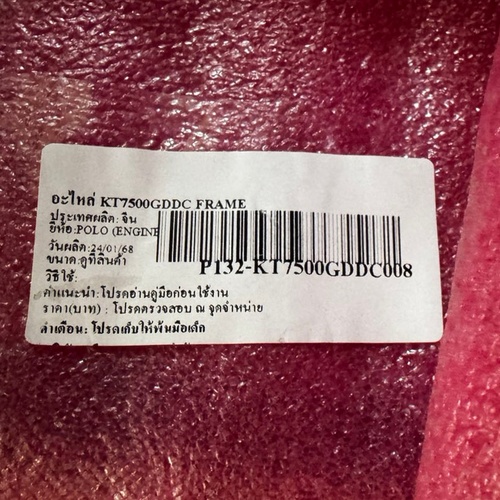 อะไหล่ KT7500GDDC FRAME
ประเทศผลิต: จีน
ยี่ห้อ:POLO (ENGINE
วันผลิต:24/01/68
ขนาด:ดูที่สินค้า
P132-KT7500GDDC008
วิธีใช้:
คำแนะนำ: โปรดอ่านคู่มือก่อนใช้งาน
ราคา(บาท) : โปรดตรวจสอบ ณ จุดจำหน่าย
คำเตือน: โปรดเก็บให้พ้นมือเด็ก